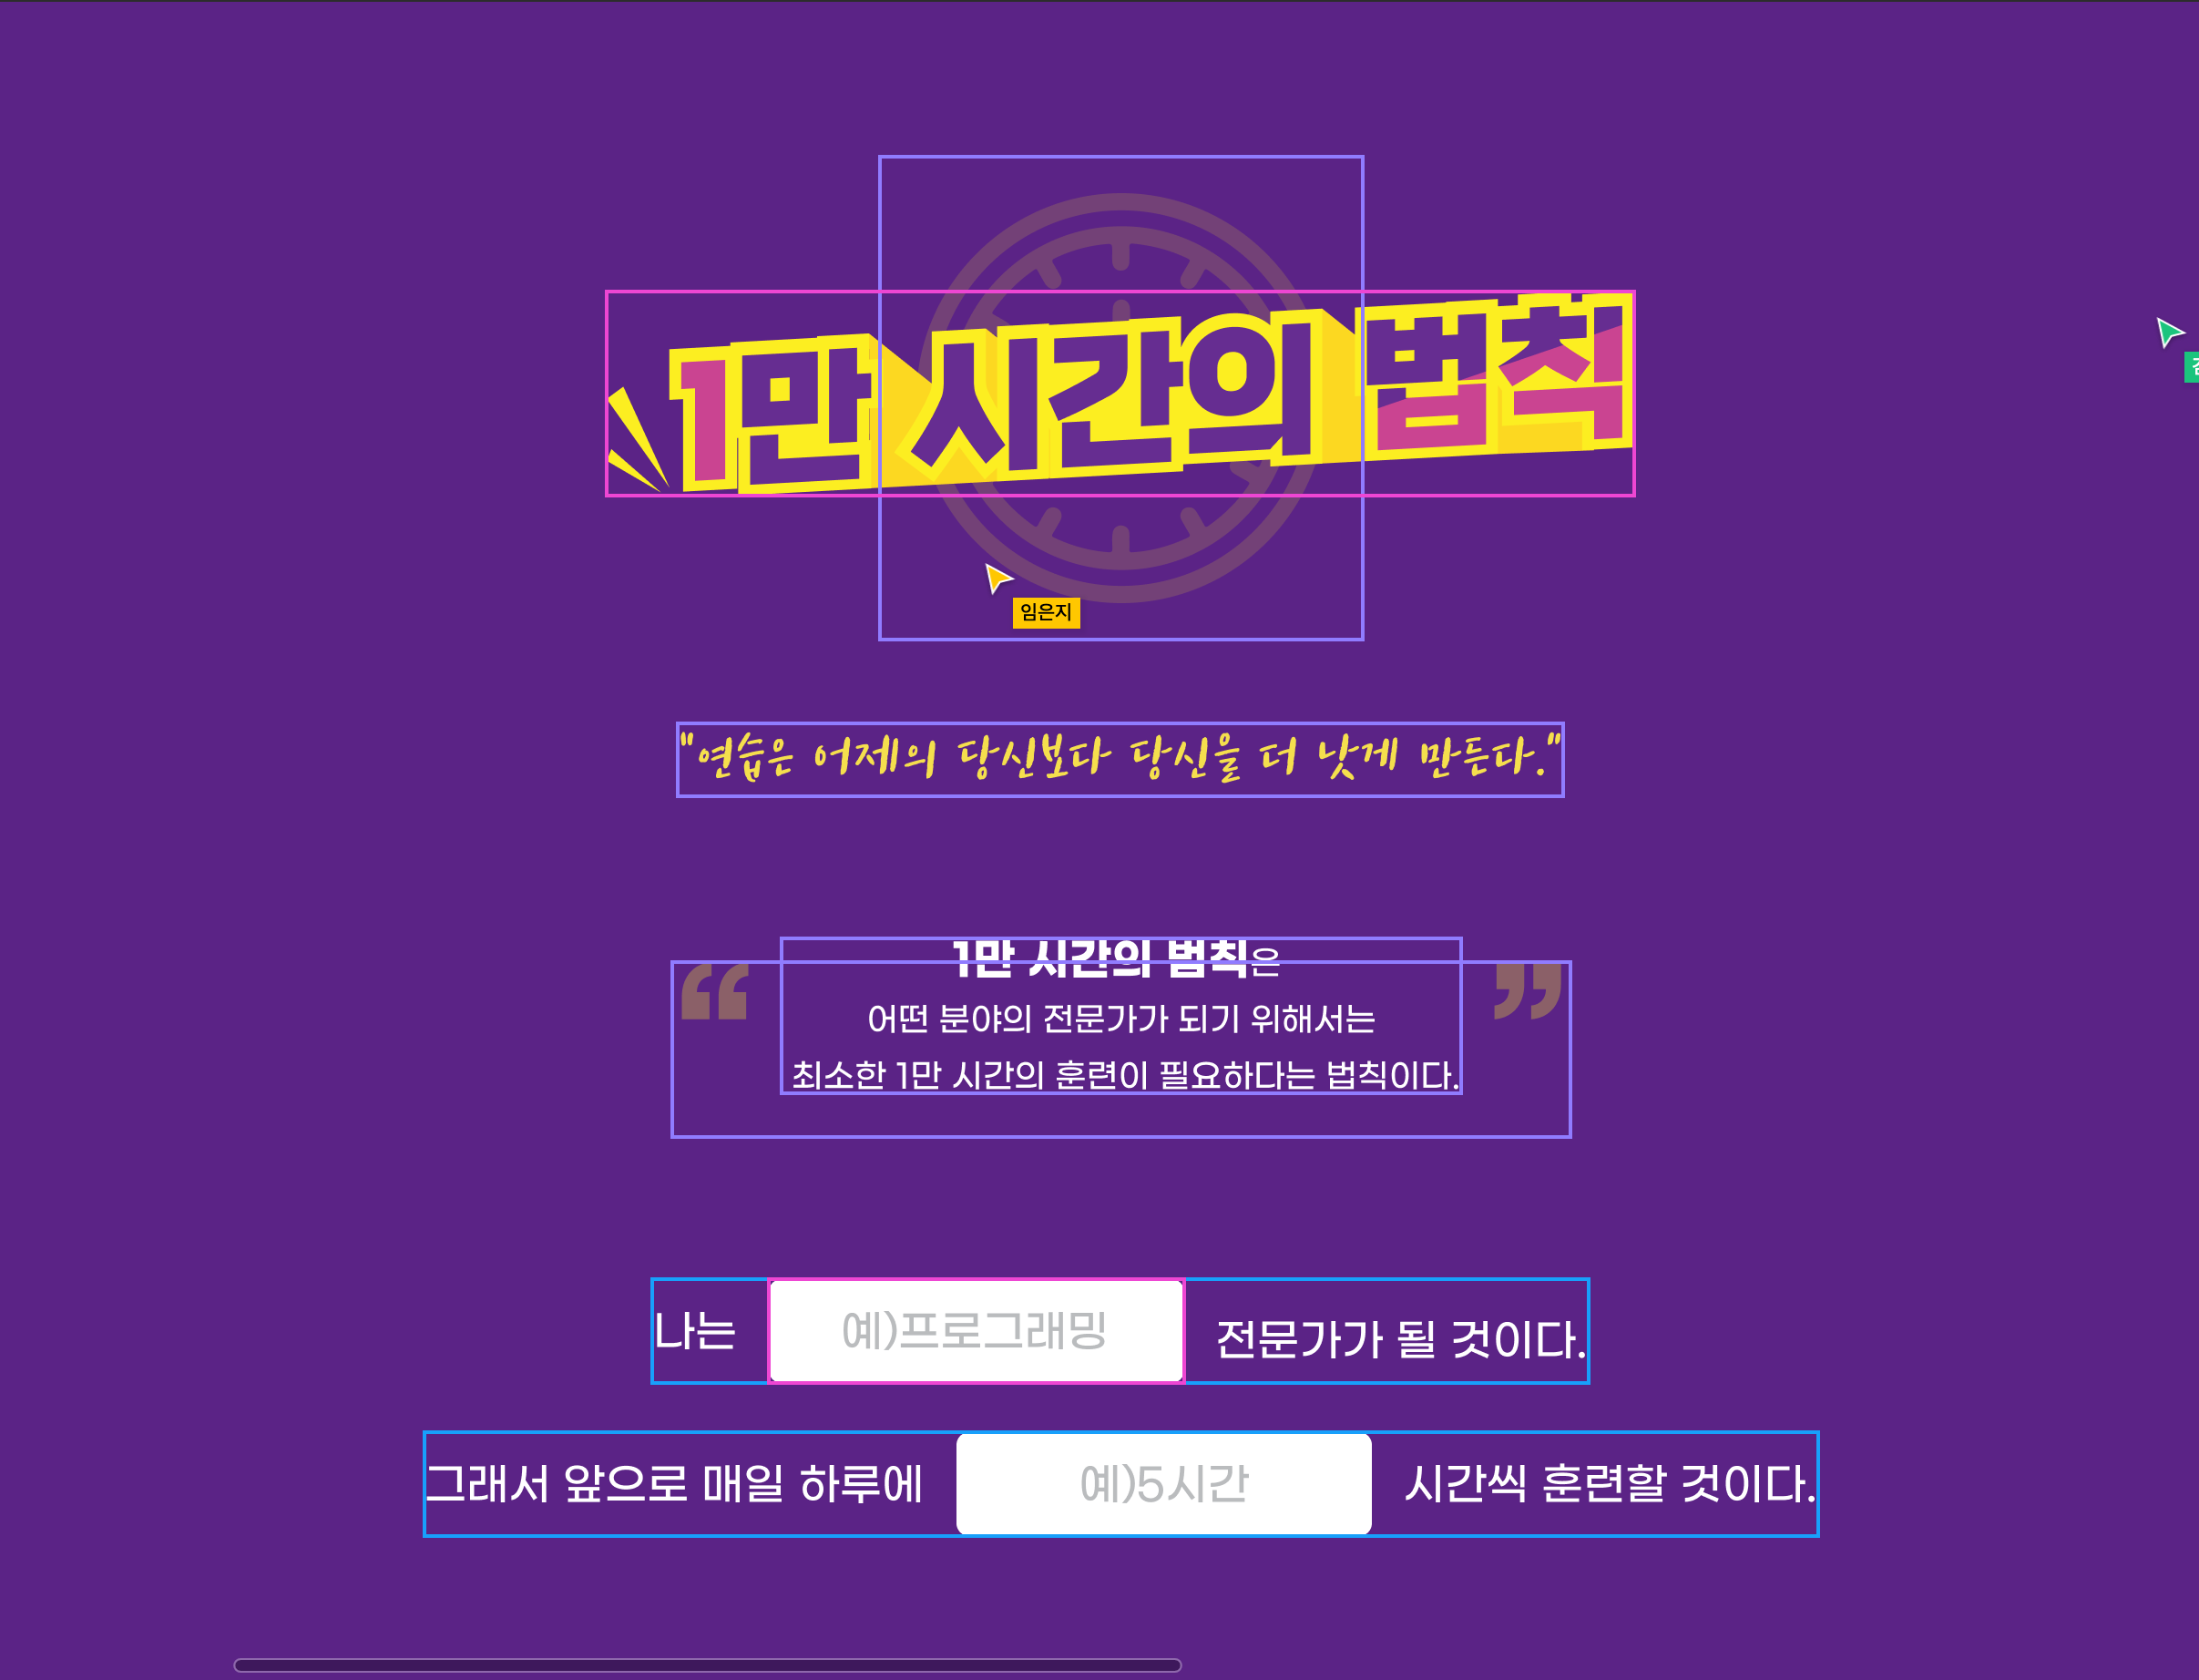 1만 시간의 법칙
임은지
"연습은 어제의 당신보다 당신을 더 낫게 만든다."
“ ”
1만 시간의 법칙은
어떤 분야의 전문가가 되기 위해서는
최소한 1만 시간의 훈련이 필요하다는 법칙이다.
나는 예)프로그래밍 전문가가 될 것이다.
그래서 앞으로 매일 하루에 예)5시간 시간씩 훈련할 것이다.